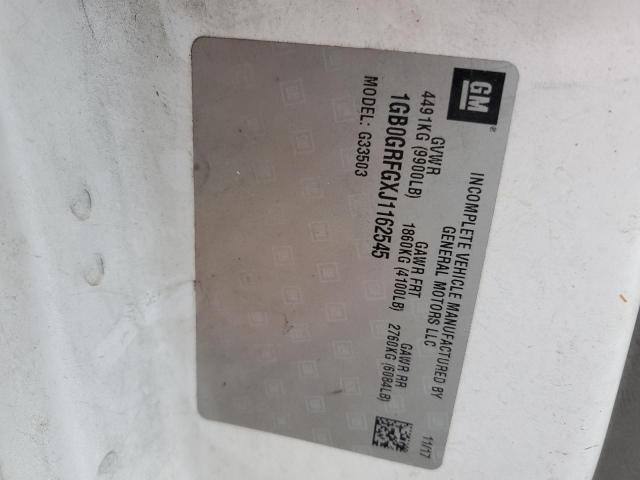 GM
INCOMPLETE VEHICLE MANUFACTURED BY
GENERAL MOTORS LLC
11/17
GVWR GAWR FRT GAWR RR
4491KG (9900LB) 1860KG (4100LB) 2760KG (6084LB)
1GB0GRFGXJ1162545
MODEL: G33503